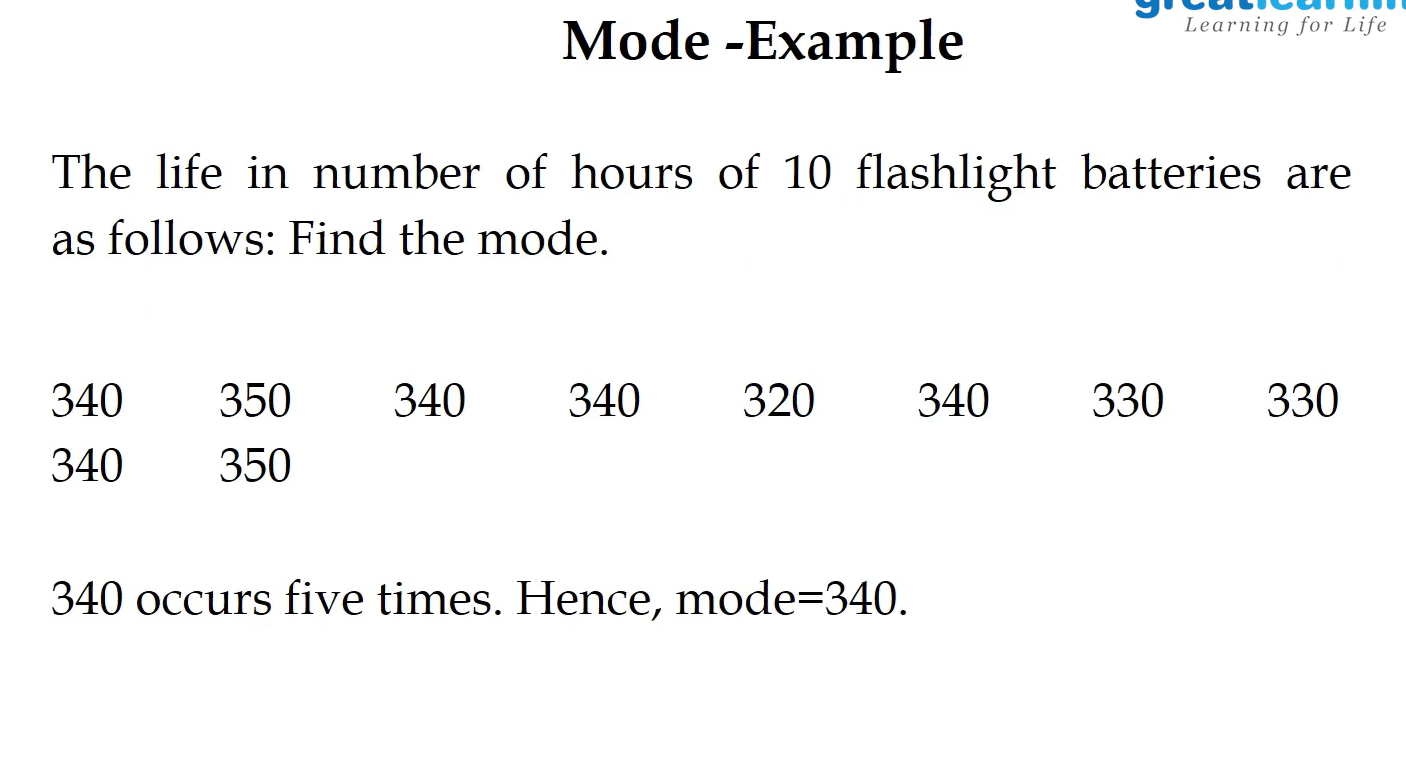 Learning for Life
Mode -Example
The life in number of hours of 10 flashlight batteries are
as follows: Find the mode.
340 350 340 340 320 340 330 330
340 350
340 occurs five times. Hence, mode=340.